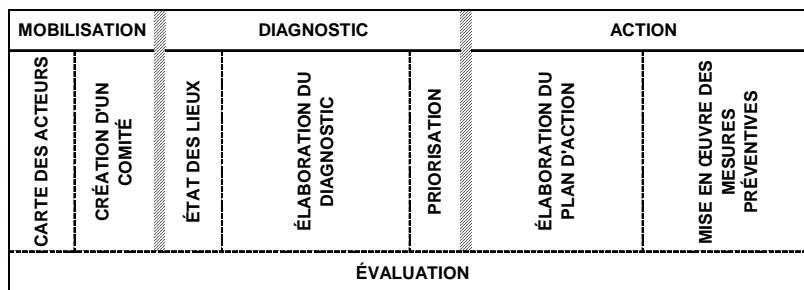 MOBILISATION
DIAGNOSTIC
ACTION
CARTE DES ACTEURS
CRÉATION D'UN
COMITÉ
ÉTAT DES LIEUX
ÉLABORATION DU
DIAGNOSTIC
PRIORISATION
ÉLABORATION DU
PLAN D'ACTION
MISE EN ŒUVRE DES
MESURES
PRÉVENTIVES
ÉVALUATION